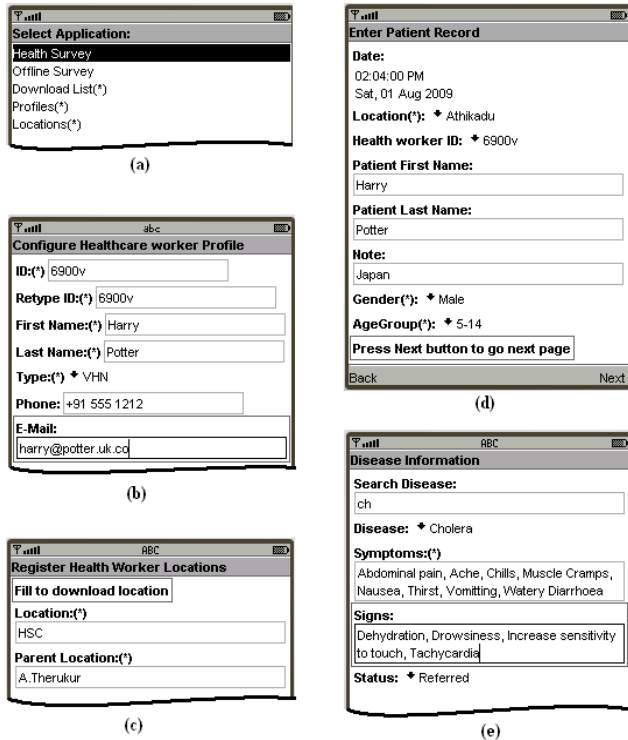 Select Application:
Health Survey
Offline Survey
Download List(*)
Profiles(*)
Locations(*)
(a)
abc
Configure Healthcare worker Profile
ID:(*) 6900v
Retype ID:(*) 6900v
First Name:(*) Harry
Last Name:(*) Potter
Type:(*) VHN
Phone: +91 555 1212
E-Mail:
harry@potter.uk.co
(b)
ABC
Register Health Worker Locations
Fill to download location
Location:(*)
HSC
Parent Location:(*)
A.Therukur
(c)
Enter Patient Record
Date:
02:04:00 PM
Sat, 01 Aug 2009
Location(*): Athikadu
Health worker ID: 6900v
Patient First Name:
Harry
Patient Last Name:
Potter
Note:
Japan
Gender(*): Male
AgeGroup(*): 5-14
Press Next button to go next page
Back Next
(d)
ABC
Disease Information
Search Disease:
ch
Disease: Cholera
Symptoms:(*)
Abdominal pain, Ache, Chills, Muscle Cramps,
Nausea, Thirst, Vomitting, Watery Diarrhoea
Signs:
Dehydration, Drowsiness, Increase sensitivity
to touch, Tachycardia
Status: Referred
(e)